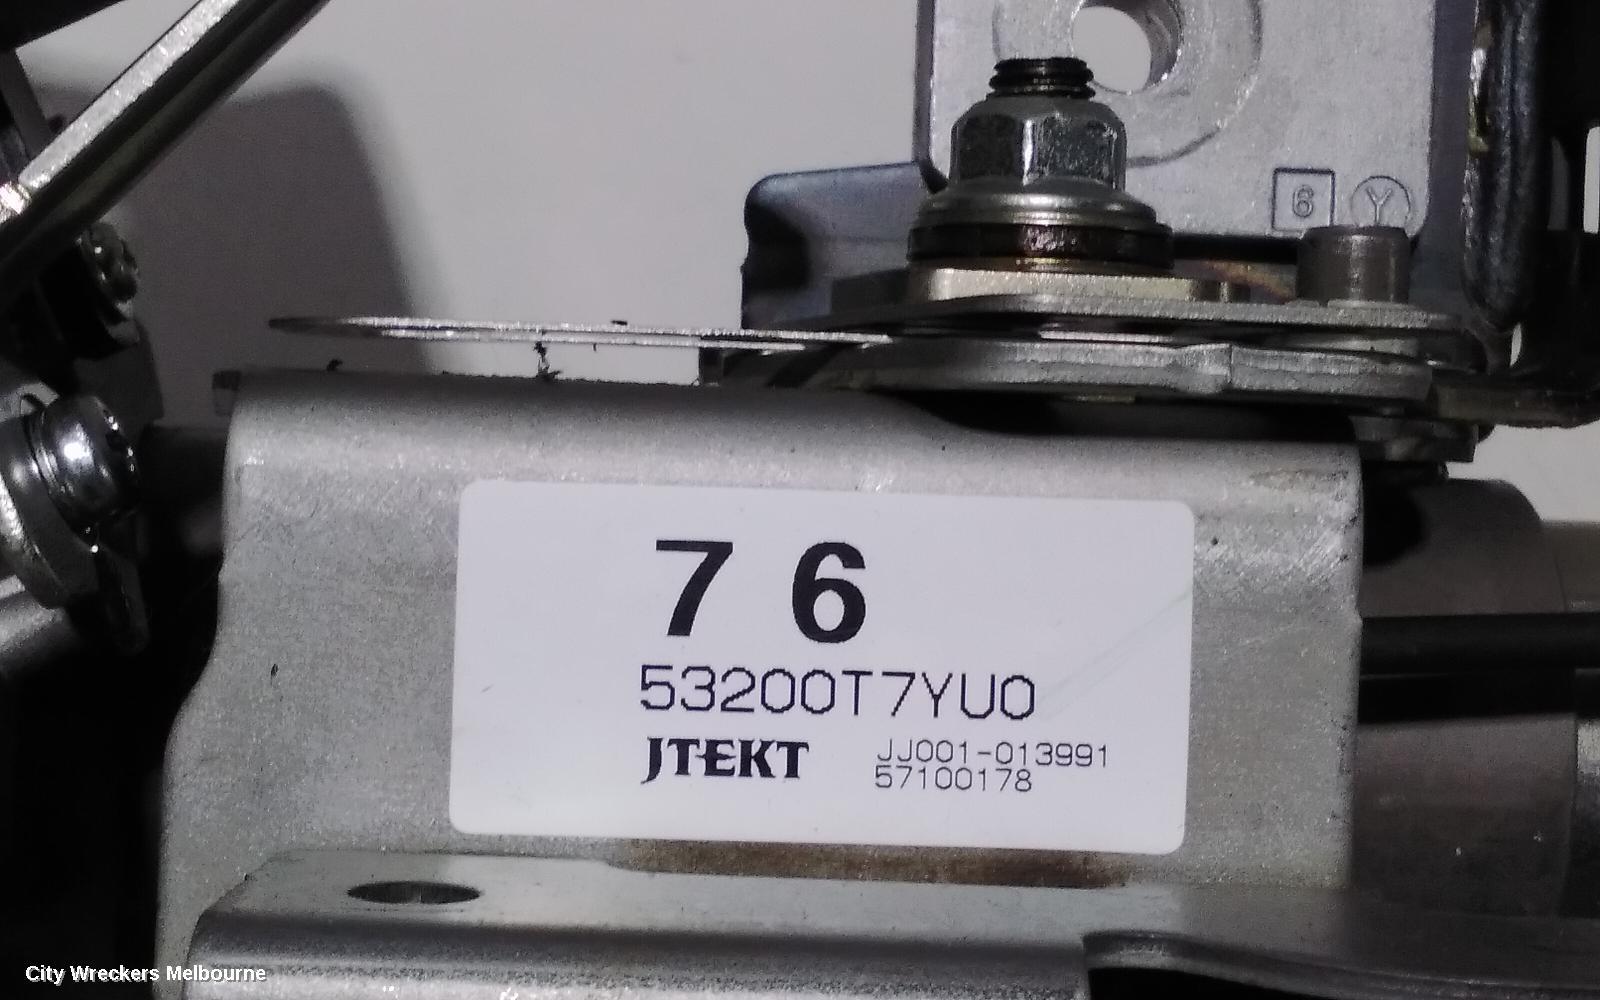 6 Y
7 6
53200T7YU0
JTEKT JJ001-013991
57100178
City Wreckers Melbourne